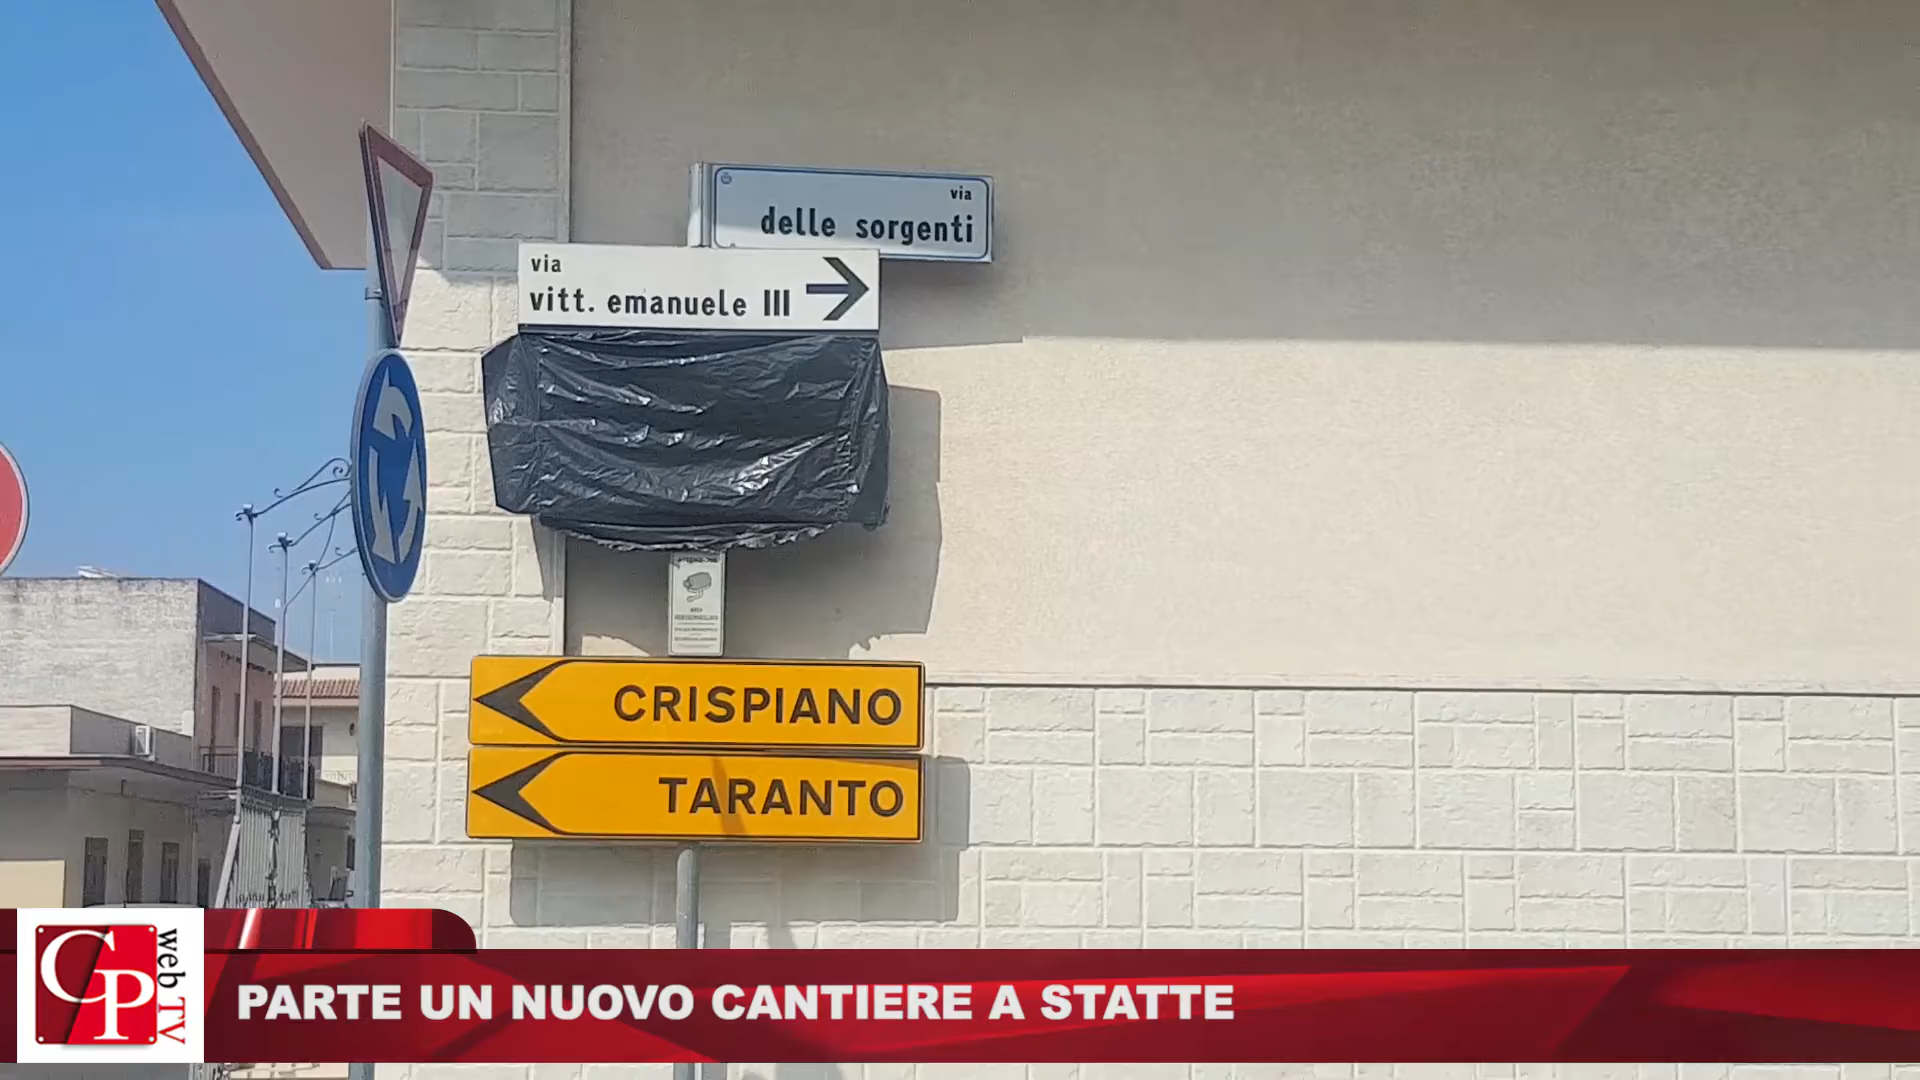 via
delle sorgenti
via
vitt. emanuele III
CRISPIANO
TARANTO
CP
web TV
PARTE UN NUOVO CANTIERE A STATTE